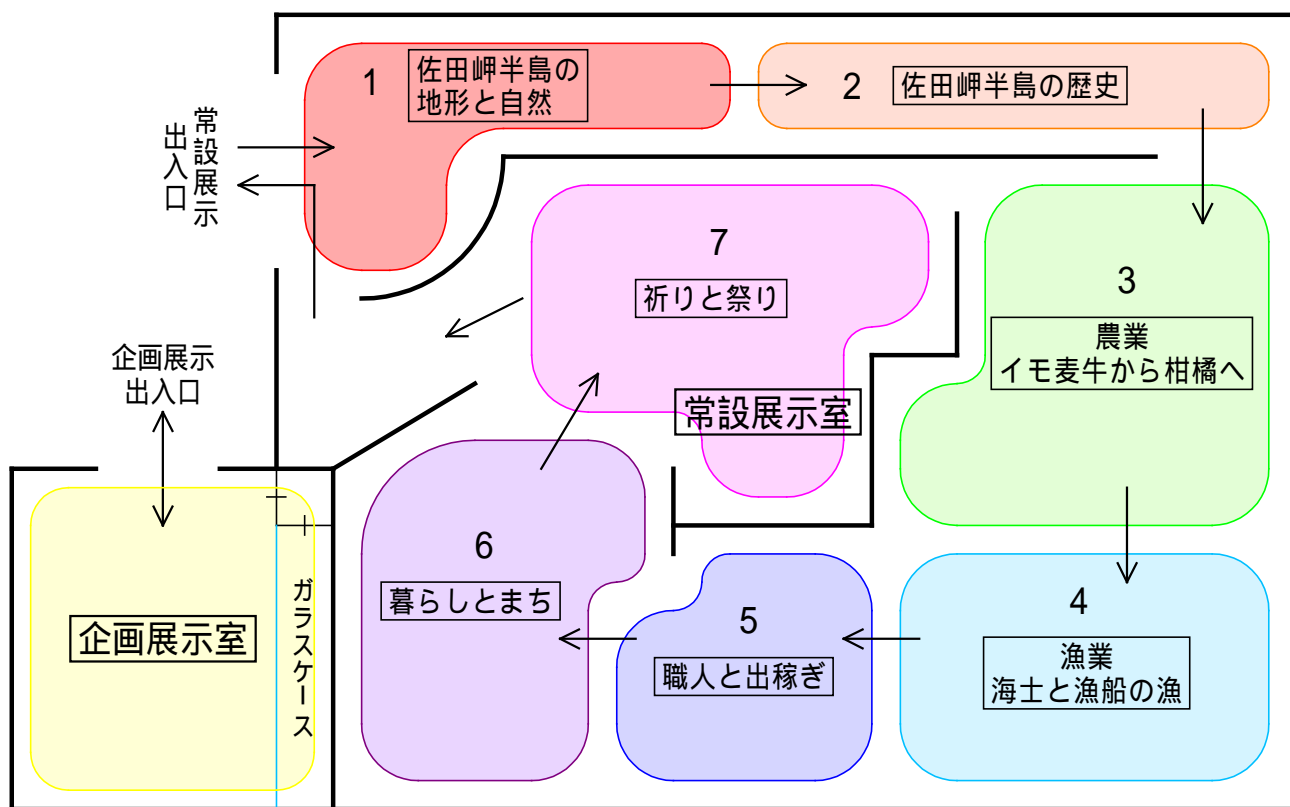 1
佐田岬半島の
地形と自然
2
佐田岬半島の歴史
常設展示
出入口
7
祈りと祭り
3
農業
イモ麦牛から柑橘へ
企画展示
出入口
常設展示室
6
暮らしとまち
5
職人と出稼ぎ
4
漁業
海士と漁船の漁
企画展示室
ガラスケース